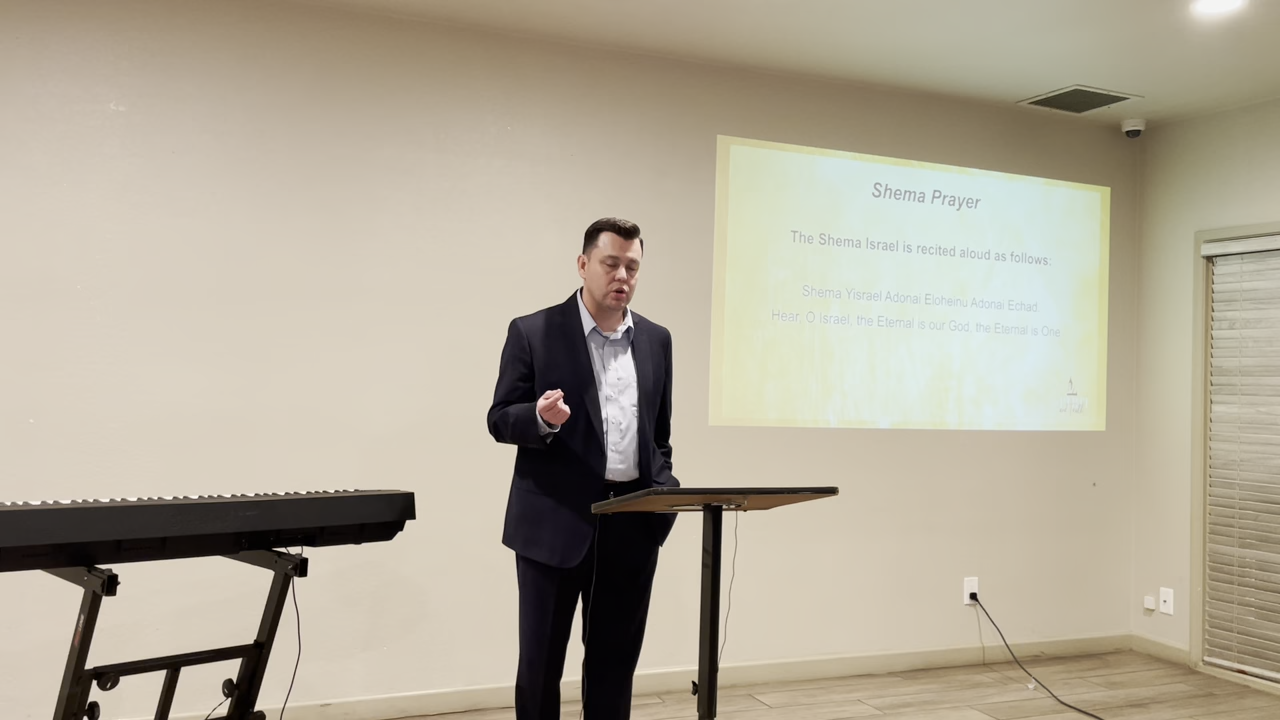 Shema Prayer
The Shema Israel is recited aloud as follows:
Shema Yisrael Adonai Eloheinu Adonai Echad.
Hear, O Israel, the Eternal is our God, the Eternal is One